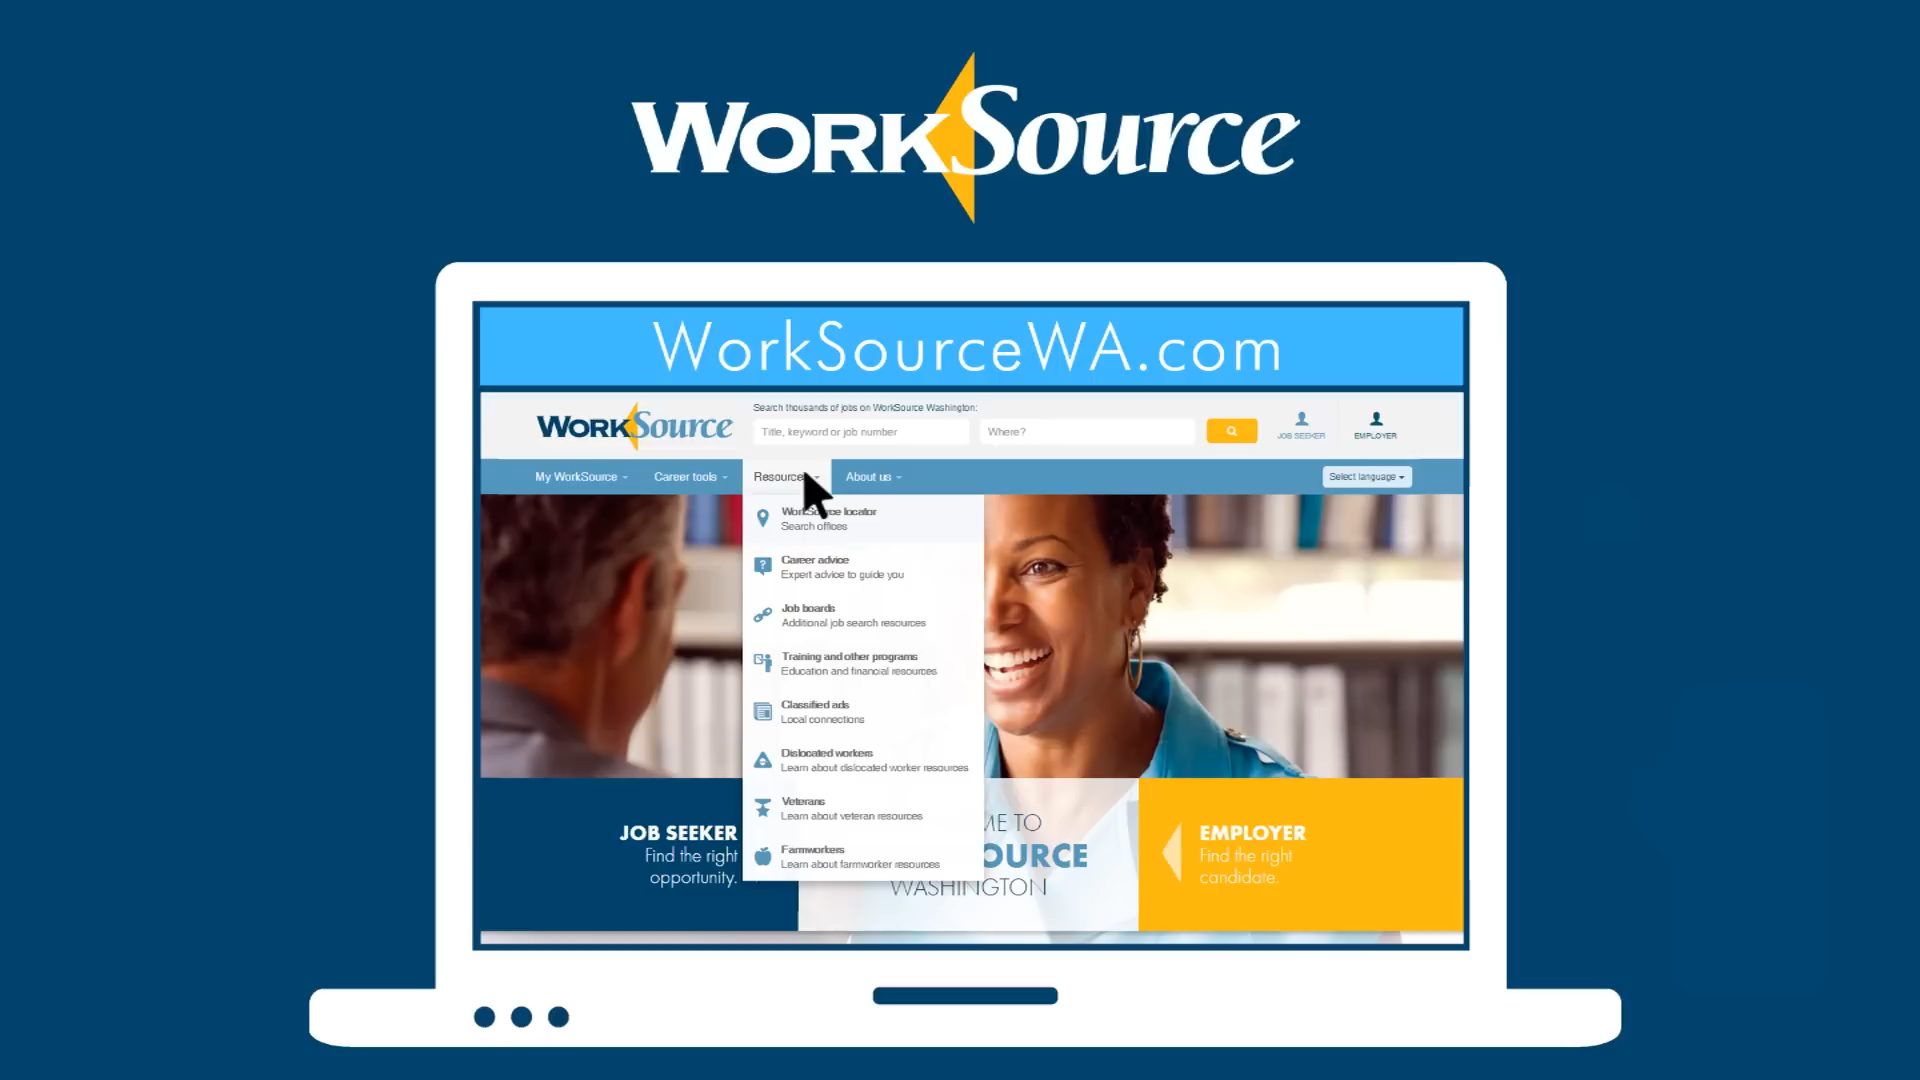 WORKSource
WorkSourceWA.com
WORKSource
Search thousands of jobs on WorkSource Washington:
Title, keyword or job number
Where?
JOB SEEKER
EMPLOYER
My WorkSource
Career tools
Resource
About us
Select language
WorkSource locator
Search offices
Career advice
Expert advice to guide you
Job boards
Additional job search resources
Training and other programs
Education and financial resources
Classified ads
Local connections
Dislocated workers
Learn about dislocated worker resources
Veterans
Learn about veteran resources
Farmworkers
Learn about farmworker resources
JOB SEEKER
Find the right
opportunity.
ME TO
OURCE
WASHINGTON
EMPLOYER
Find the right
candidate.